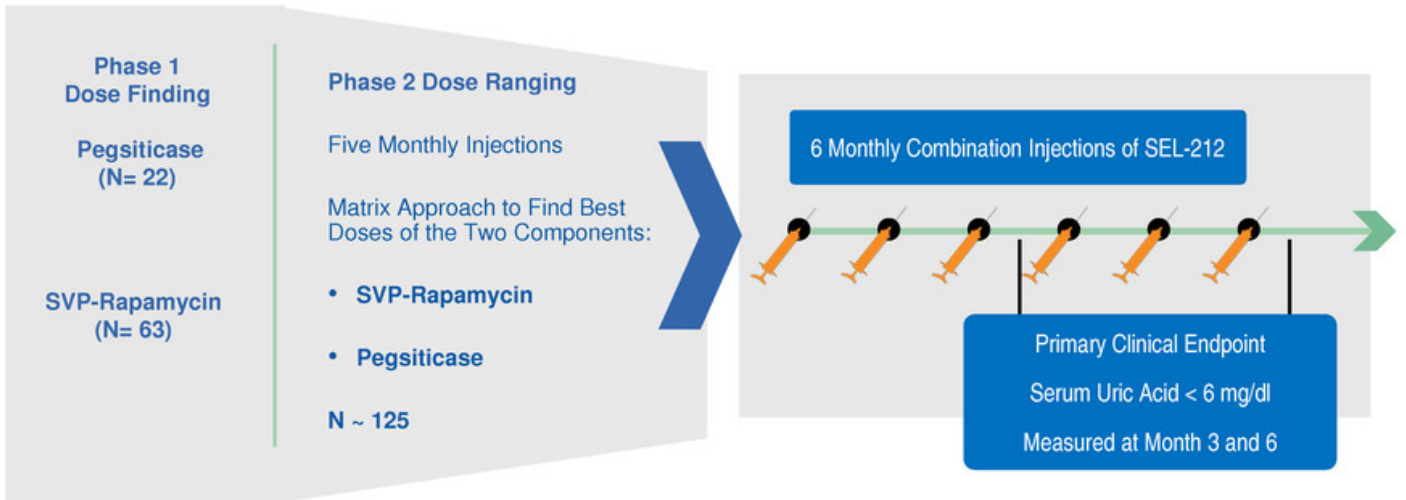 Phase 1
Dose Finding
Pegsiticase
(N= 22)
SVP-Rapamycin
(N= 63)
Phase 2 Dose Ranging
Five Monthly Injections
Matrix Approach to Find Best
Doses of the Two Components:
• SVP-Rapamycin
• Pegsiticase
N ~ 125
6 Monthly Combination Injections of SEL-212
Primary Clinical Endpoint
Serum Uric Acid < 6 mg/dl
Measured at Month 3 and 6